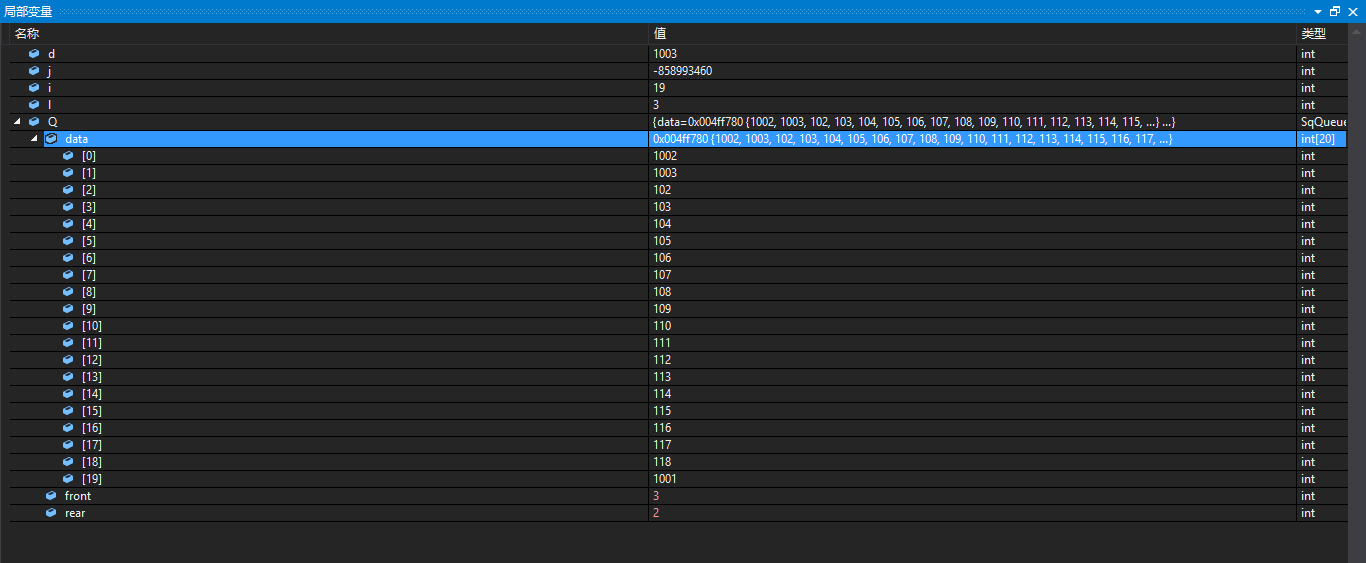 局部变量
名称 值 类型
d 1003 int
j -858993460 int
i 19 int
l 3 int
Q {data=0x004ff780 {1002, 1003, 102, 103, 104, 105, 106, 107, 108, 109, 110, 111, 112, 113, 114, 115, ...} ...} SqQueue
data 0x004ff780 {1002, 1003, 102, 103, 104, 105, 106, 107, 108, 109, 110, 111, 112, 113, 114, 115, 116, 117, ...} int[20]
[0] 1002 int
[1] 1003 int
[2] 102 int
[3] 103 int
[4] 104 int
[5] 105 int
[6] 106 int
[7] 107 int
[8] 108 int
[9] 109 int
[10] 110 int
[11] 111 int
[12] 112 int
[13] 113 int
[14] 114 int
[15] 115 int
[16] 116 int
[17] 117 int
[18] 118 int
[19] 1001 int
front 3 int
rear 2 int